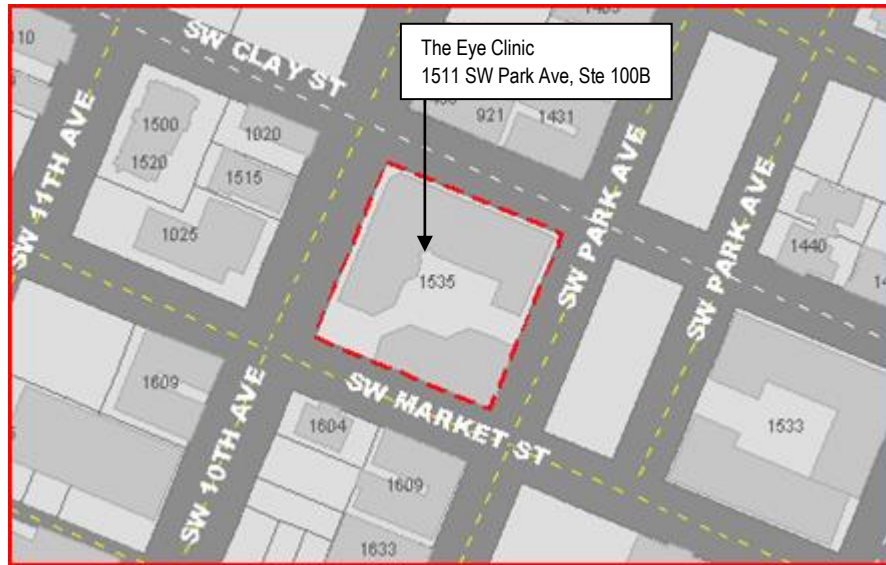 The Eye Clinic
1511 SW Park Ave, Ste 100B
SW CLAY ST
921
1431
1500
1020
1520
1515
1025
SW 11TH AVE
1535
SW PARK AVE
SW PARK AVE
1440
1609
SW 10TH AVE
SW MARKET ST
1604
1609
1633
1533